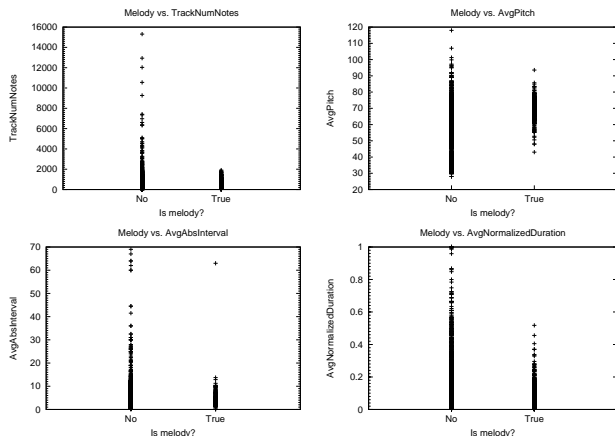 Melody vs. TrackNumNotes
16000
14000
12000
10000
8000
6000
4000
2000
0
TrackNumNotes
No
True
Is melody?
Melody vs. AvgPitch
120
110
100
90
80
70
60
50
40
30
20
AvgPitch
No
True
Is melody?
Melody vs. AvgAbsInterval
70
60
50
40
30
20
10
0
AvgAbsInterval
No
True
Is melody?
Melody vs. AvgNormalizedDuration
1
0.8
0.6
0.4
0.2
0
AvgNormalizedDuration
No
True
Is melody?